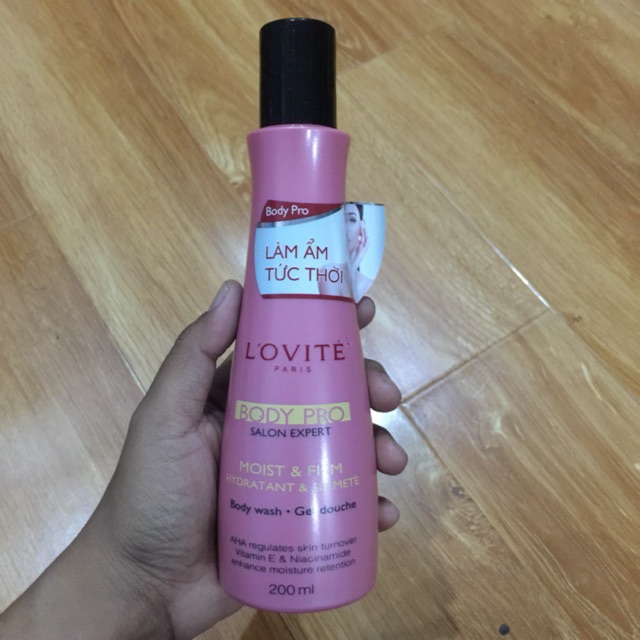 Body Pro
LÀM ẨM
TỨC THỜI
L'OVITÉ
PARIS
BODY PRO
SALON EXPERT
MOIST & FIRM
HYDRATANT & FERMETÉ
Body wash • Gel douche
AHA regulates skin turnover
Vitamin E & Niacinamide
enhance moisture retention
200 ml